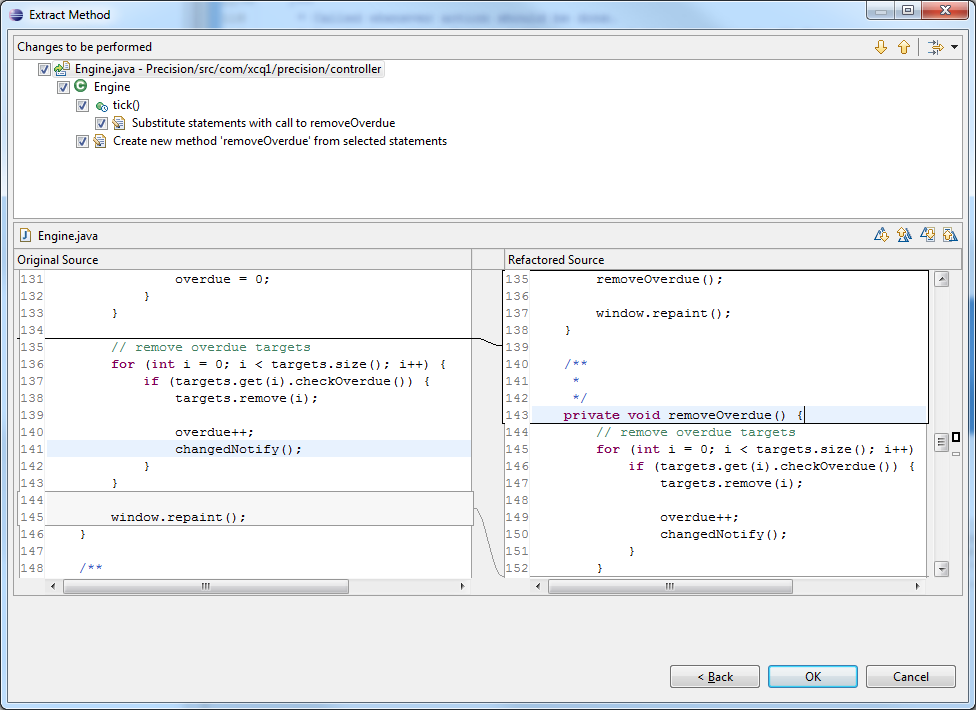 Extract Method
* Called whenever action should be done.
Changes to be performed
Engine.java - Precision/src/com/xcq1/precision/controller
Engine
tick()
Substitute statements with call to removeOverdue
Create new method 'removeOverdue' from selected statements
Engine.java
Original Source
131 overdue = 0;
132 }
133 }
134
135 // remove overdue targets
136 for (int i = 0; i < targets.size(); i++) {
137 if (targets.get(i).checkOverdue()) {
138 targets.remove(i);
139
140 overdue++;
141 changedNotify();
142 }
143 }
144
145 window.repaint();
146 }
147
148 /**
Refactored Source
135 removeOverdue();
136
137 window.repaint();
138 }
139
140 /**
141 *
142 */
143 private void removeOverdue() {
144 // remove overdue targets
145 for (int i = 0; i < targets.size(); i++)
146 if (targets.get(i).checkOverdue()) {
147 targets.remove(i);
148
149 overdue++;
150 changedNotify();
151 }
152 }
< Back
OK
Cancel